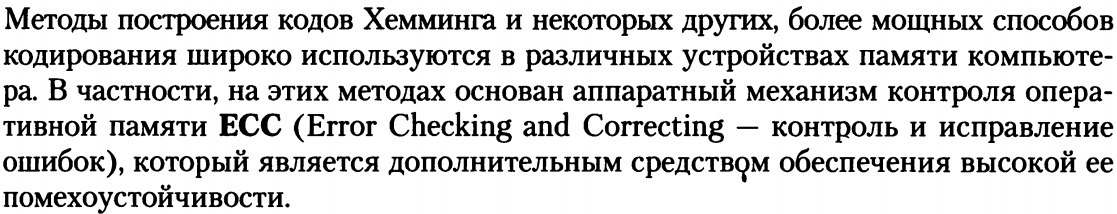 Методы построения кодов Хемминга и некоторых других, более мощных способов
кодирования широко используются в различных устройствах памяти компьюте-
ра. В частности, на этих методах основан аппаратный механизм контроля опера-
тивной памяти ECC (Error Checking and Correcting — контроль и исправление
ошибок), который является дополнительным средством обеспечения высокой ее
помехоустойчивости.